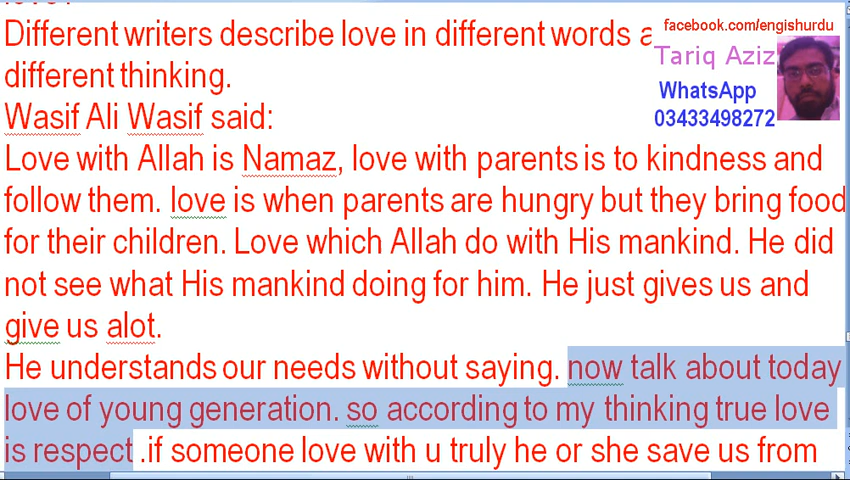 love?
facebook.com/engishurdu
Different writers describe love in different words a
Tariq Aziz
different thinking.
WhatsApp
03433498272
Wasif Ali Wasif said:
Love with Allah is Namaz, love with parents is to kindness and
follow them. love is when parents are hungry but they bring food
for their children. Love which Allah do with His mankind. He did
not see what His mankind doing for him. He just gives us and
give us alot.
He understands our needs without saying. now talk about today
love of young generation. so according to my thinking true love
is respect .if someone love with u truly he or she save us from